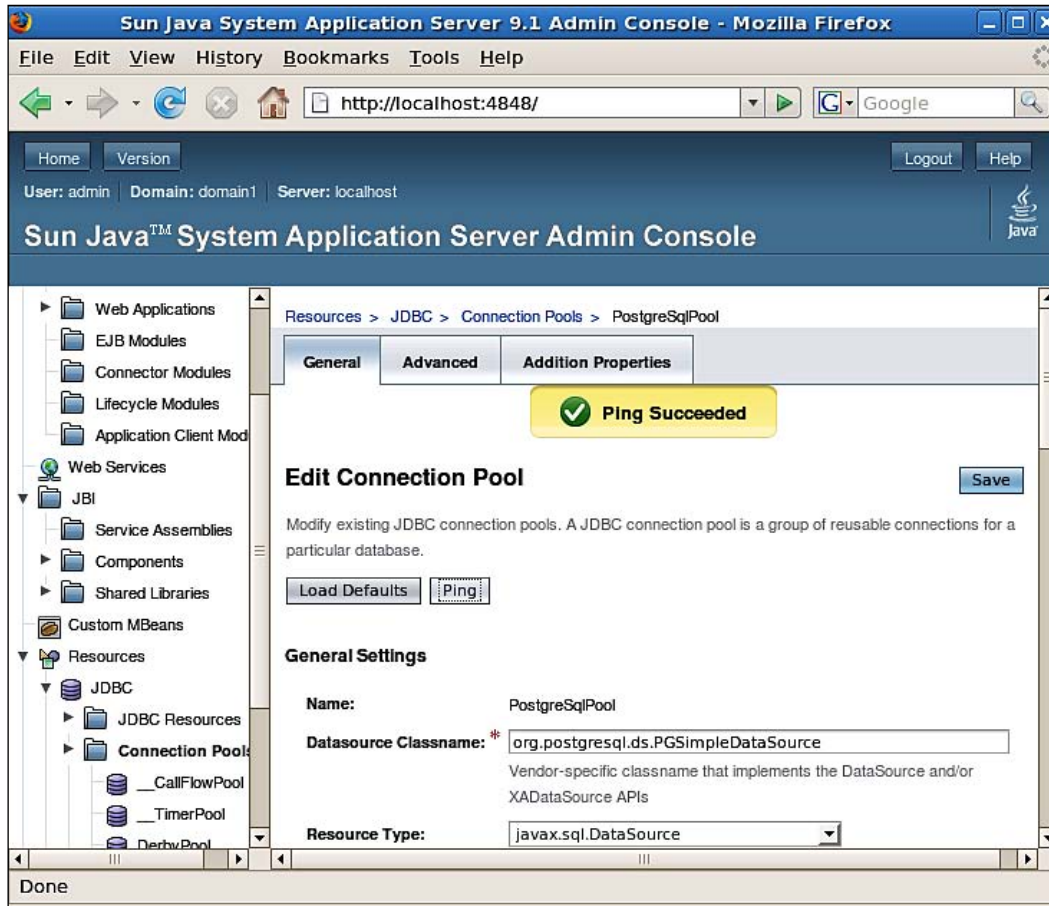 Sun Java System Application Server 9.1 Admin Console - Mozilla Firefox
File Edit View History Bookmarks Tools Help
http://localhost:4848/
G Google
Home Version Logout Help
User: admin Domain: domain1 Server: localhost
Java
Sun Java™ System Application Server Admin Console
Web Applications
EJB Modules
Connector Modules
Lifecycle Modules
Application Client Mod
Web Services
JBI
Service Assemblies
Components
Shared Libraries
Custom MBeans
Resources
JDBC
JDBC Resources
Connection Pools
__CallFlowPool
__TimerPool
DerbyPool
Resources > JDBC > Connection Pools > PostgreSqlPool
General Advanced Addition Properties
Ping Succeeded
Edit Connection Pool
Save
Modify existing JDBC connection pools. A JDBC connection pool is a group of reusable connections for a
particular database.
Load Defaults Ping
General Settings
Name: PostgreSqlPool
Datasource Classname: * org.postgresql.ds.PGSimpleDataSource
Vendor-specific classname that implements the DataSource and/or
XADataSource APIs
Resource Type: javax.sql.DataSource
Done